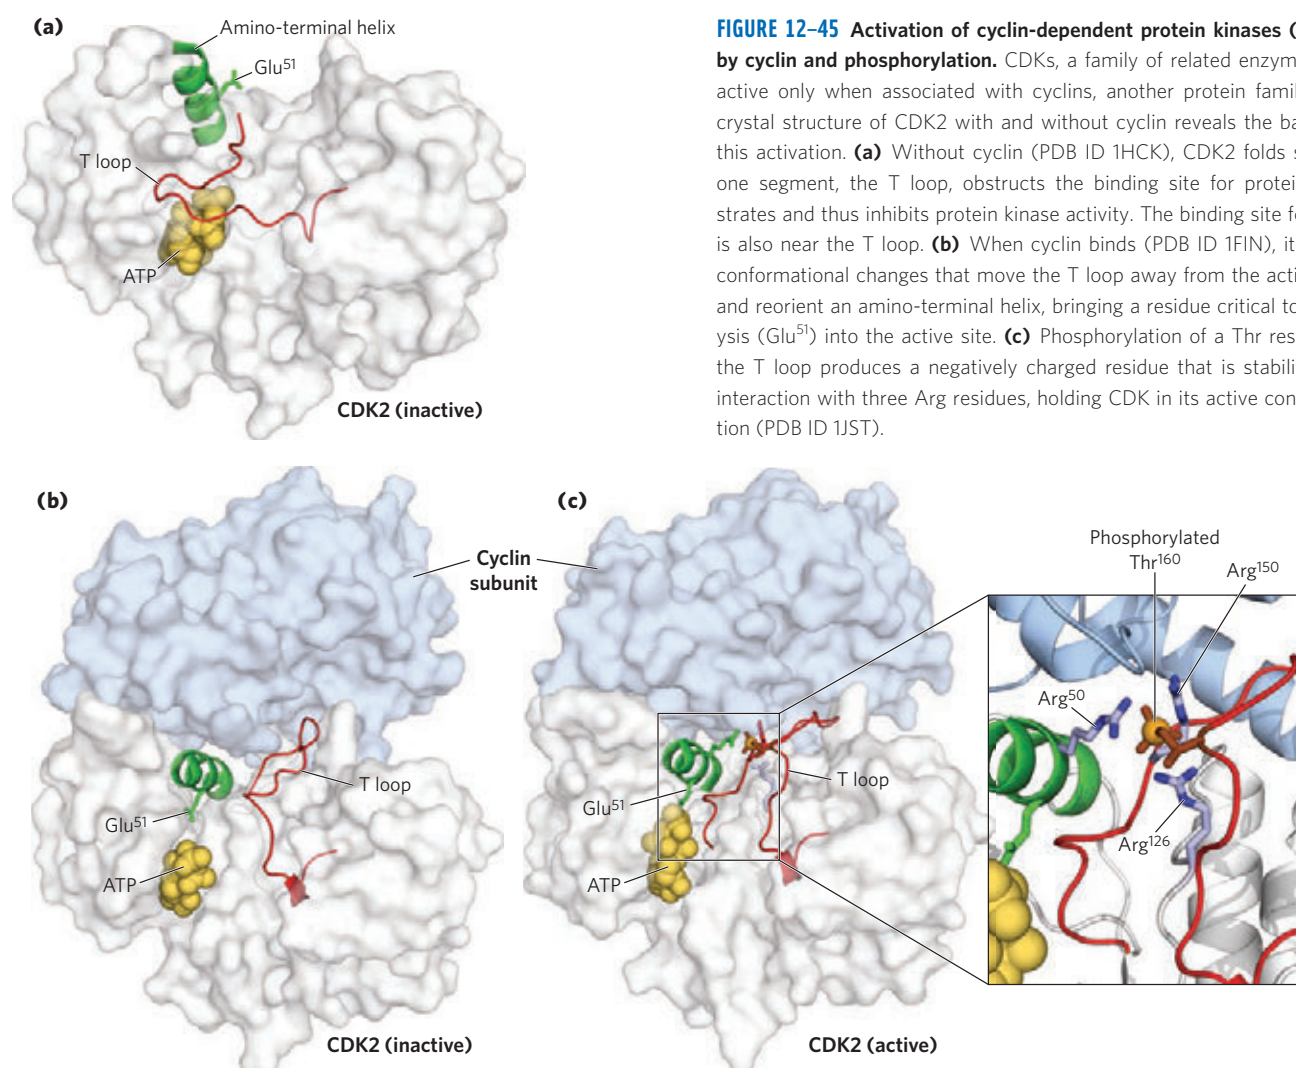 (a)
Amino-terminal helix
Glu51
T loop
ATP
CDK2 (inactive)
FIGURE 12–45 Activation of cyclin-dependent protein kinases (
by cyclin and phosphorylation. CDKs, a family of related enzym
active only when associated with cyclins, another protein famil
crystal structure of CDK2 with and without cyclin reveals the ba
this activation. (a) Without cyclin (PDB ID 1HCK), CDK2 folds s
one segment, the T loop, obstructs the binding site for protein
strates and thus inhibits protein kinase activity. The binding site fo
is also near the T loop. (b) When cyclin binds (PDB ID 1FIN), it
conformational changes that move the T loop away from the activ
and reorient an amino-terminal helix, bringing a residue critical to
ysis (Glu51) into the active site. (c) Phosphorylation of a Thr res
the T loop produces a negatively charged residue that is stabili
interaction with three Arg residues, holding CDK in its active con
tion (PDB ID 1JST).
(b)
Cyclin
subunit
T loop
Glu51
ATP
CDK2 (inactive)
(c)
T loop
Glu51
ATP
CDK2 (active)
Phosphorylated
Thr160
Arg150
Arg50
Arg126